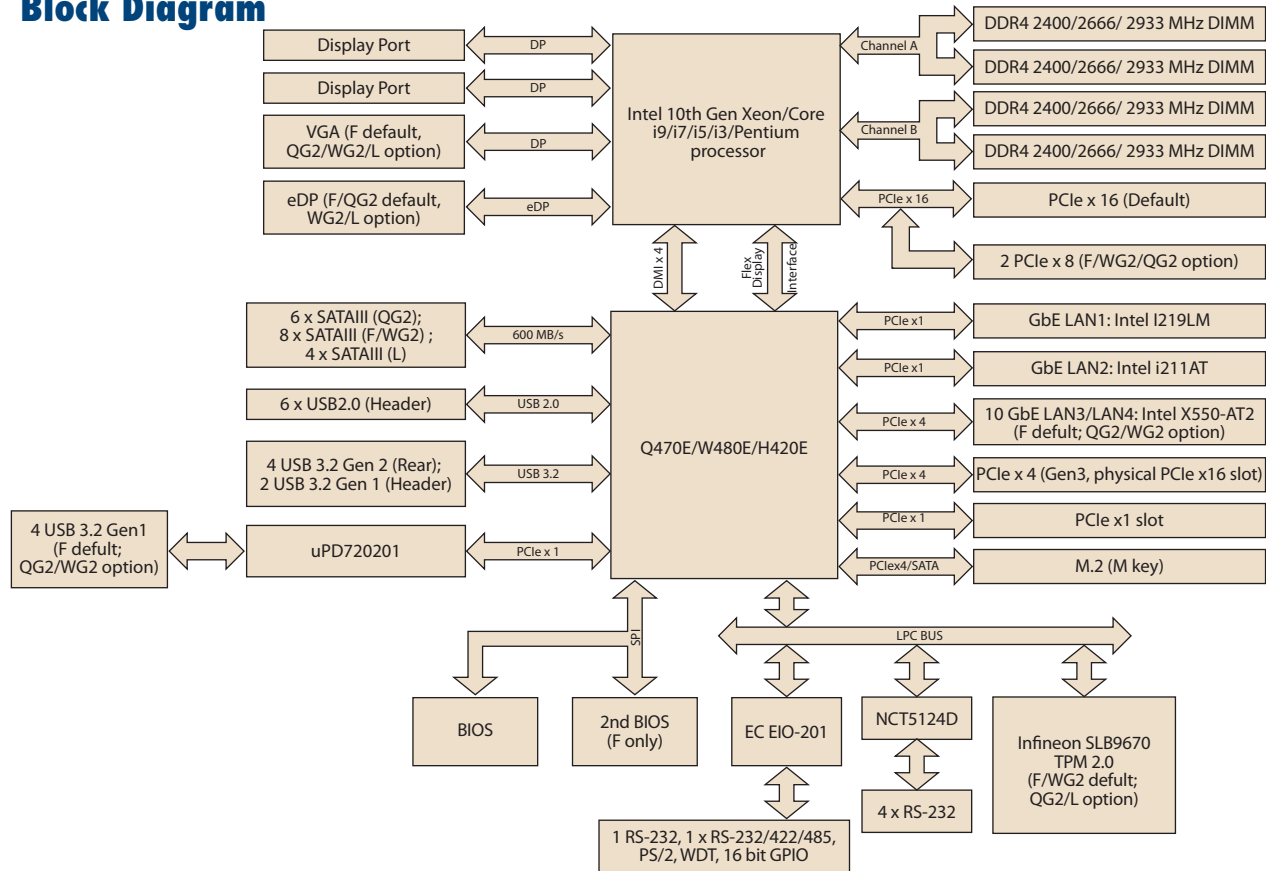 Block Diagram
Display Port
DP
Display Port
DP
VGA (F default,
QG2/WG2/L option)
DP
eDP (F/QG2 default,
WG2/L option)
eDP
Intel 10th Gen Xeon/Core
i9/i7/i5/i3/Pentium
processor
Channel A
DDR4 2400/2666/ 2933 MHz DIMM
DDR4 2400/2666/ 2933 MHz DIMM
Channel B
DDR4 2400/2666/ 2933 MHz DIMM
DDR4 2400/2666/ 2933 MHz DIMM
PCIe x 16
PCIe x 16 (Default)
2 PCIe x 8 (F/WG2/QG2 option)
DMI x 4
Flex
Display
Interface
6 x SATAIII (QG2);
8 x SATAIII (F/WG2) ;
4 x SATAIII (L)
600 MB/s
6 x USB2.0 (Header)
USB 2.0
4 USB 3.2 Gen 2 (Rear);
2 USB 3.2 Gen 1 (Header)
USB 3.2
4 USB 3.2 Gen1
(F defult;
QG2/WG2 option)
uPD720201
PCIe x 1
Q470E/W480E/H420E
PCIe x1
GbE LAN1: Intel I219LM
PCIe x1
GbE LAN2: Intel i211AT
PCIe x 4
10 GbE LAN3/LAN4: Intel X550-AT2
(F defult; QG2/WG2 option)
PCIe x 4
PCIe x 4 (Gen3, physical PCIe x16 slot)
PCIe x 1
PCIe x1 slot
PCIex4/SATA
M.2 (M key)
SPI
LPC BUS
BIOS
2nd BIOS
(F only)
EC EIO-201
NCT5124D
Infineon SLB9670
TPM 2.0
(F/WG2 defult;
QG2/L option)
4 x RS-232
1 RS-232, 1 x RS-232/422/485,
PS/2, WDT, 16 bit GPIO